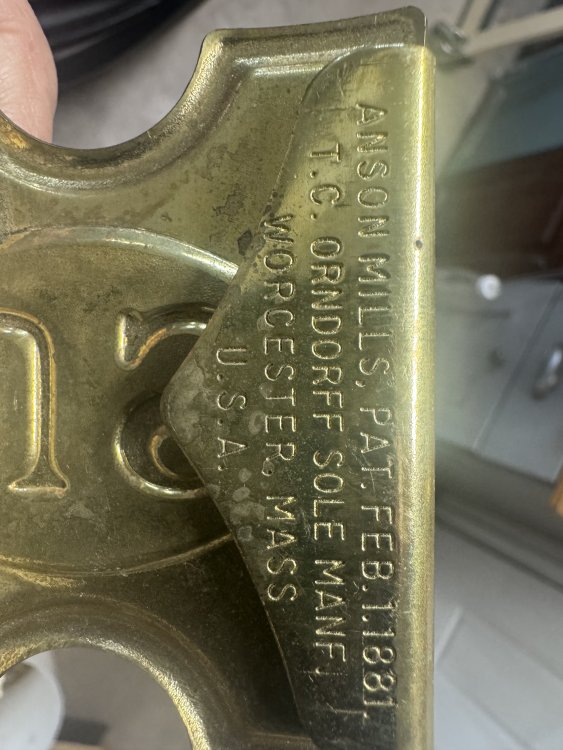 ANSON MILLS, PAT. FEB. 1. 1881.
T. C. ORNDORFF SOLE MANF.
WORCESTER. MASS
U.S.A.